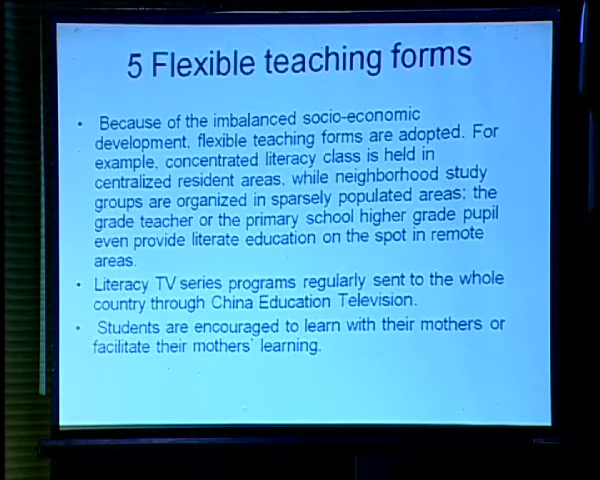 5 Flexible teaching forms
• Because of the imbalanced socio-economic
development, flexible teaching forms are adopted. For
example, concentrated literacy class is held in
centralized resident areas, while neighborhood study
groups are organized in sparsely populated areas; the
grade teacher or the primary school higher grade pupil
even provide literate education on the spot in remote
areas.
• Literacy TV series programs regularly sent to the whole
country through China Education Television.
• Students are encouraged to learn with their mothers or
facilitate their mothers' learning.